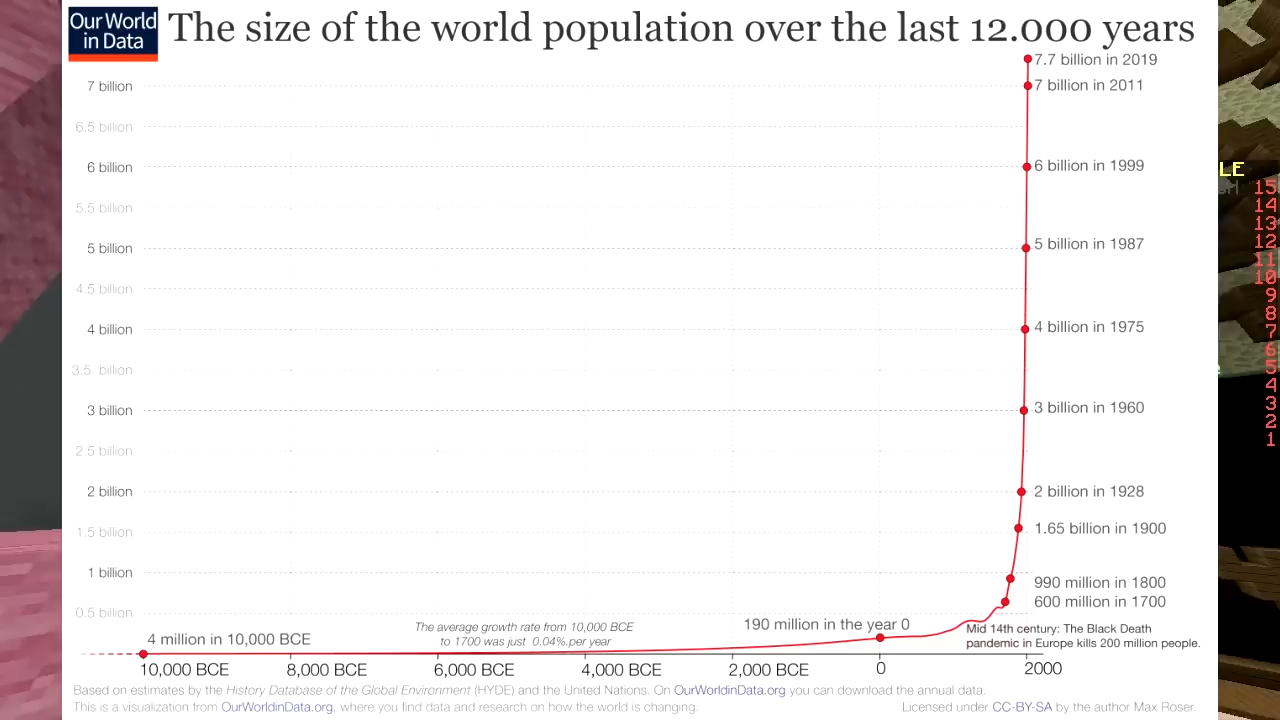 Our World
in Data
The size of the world population over the last 12.000 years
7.7 billion in 2019
7 billion
7 billion in 2011
6.5 billion
6 billion
6 billion in 1999
5.5 billion
5 billion
5 billion in 1987
4.5 billion
4 billion
4 billion in 1975
3.5 billion
3 billion
3 billion in 1960
2.5 billion
2 billion
2 billion in 1928
1.5 billion
1.65 billion in 1900
1 billion
990 million in 1800
0.5 billion
600 million in 1700
4 million in 10,000 BCE
The average growth rate from 10,000 BCE
to 1700 was just 0.04% per year
190 million in the year 0
Mid 14th century: The Black Death
pandemic in Europe kills 200 million people.
10,000 BCE
8,000 BCE
6,000 BCE
4,000 BCE
2,000 BCE
0
2000
Based on estimates by the History Database of the Global Environment (HYDE) and the United Nations. On OurWorldinData.org you can download the annual data.
This is a visualization from OurWorldinData.org, where you find data and research on how the world is changing.
Licensed under CC-BY-SA by the author Max Roser.
LE
15
14
13
12
11
10
9
8
7
6
5
4
3
2
1